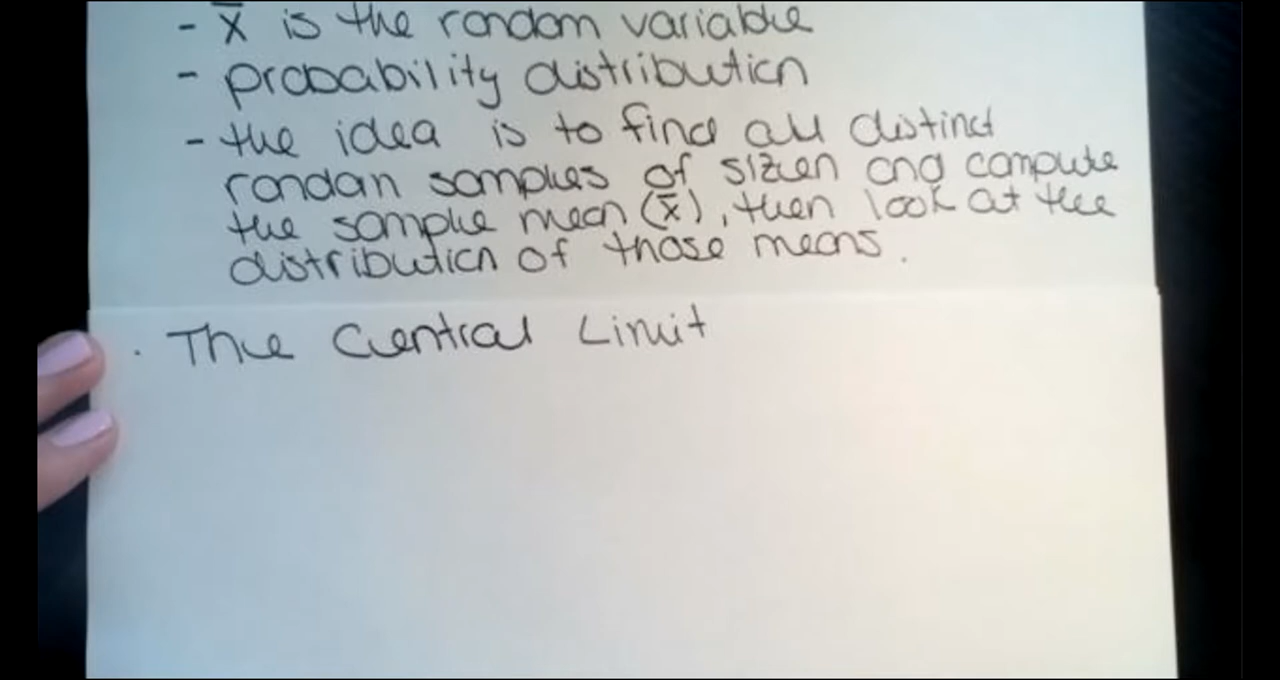 - x̄ is the random variable
- probability distribution
- the idea is to find all distinct
random samples of size n and compute
the sample mean (x̄), then look at the
distribution of those means.
· The Central Limit